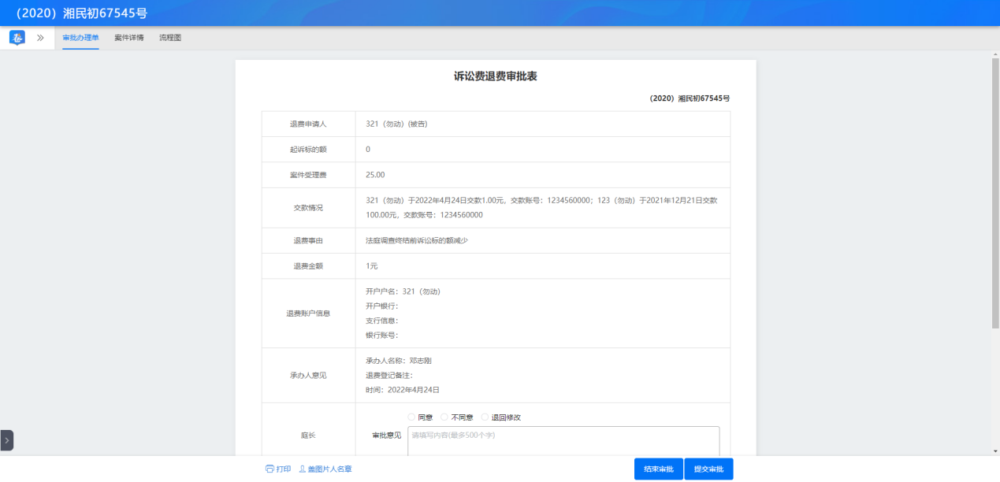 （2020）湘民初67545号
卷
审批办理单 案件详情 流程图
诉讼费退费审批表
（2020）湘民初67545号
退费申请人 321（勿动）(被告)
起诉标的额 0
案件受理费 25.00
交款情况
321（勿动）于2022年4月24日交款1.00元，交款账号：1234560000；123（勿动）于2021年12月21日交款
100.00元，交款账号：1234560000
退费事由 法庭调查终结前诉讼标的额减少
退费金额 1元
退费账户信息
开户户名：321（勿动）
开户银行：
支行信息：
银行账号：
承办人意见
承办人名称：邓志刚
退费登记备注：
时间：2022年4月24日
庭长
同意 不同意 退回修改
审批意见 请填写内容(最多500个字)
打印 盖图片人名章 结束审批 提交审批